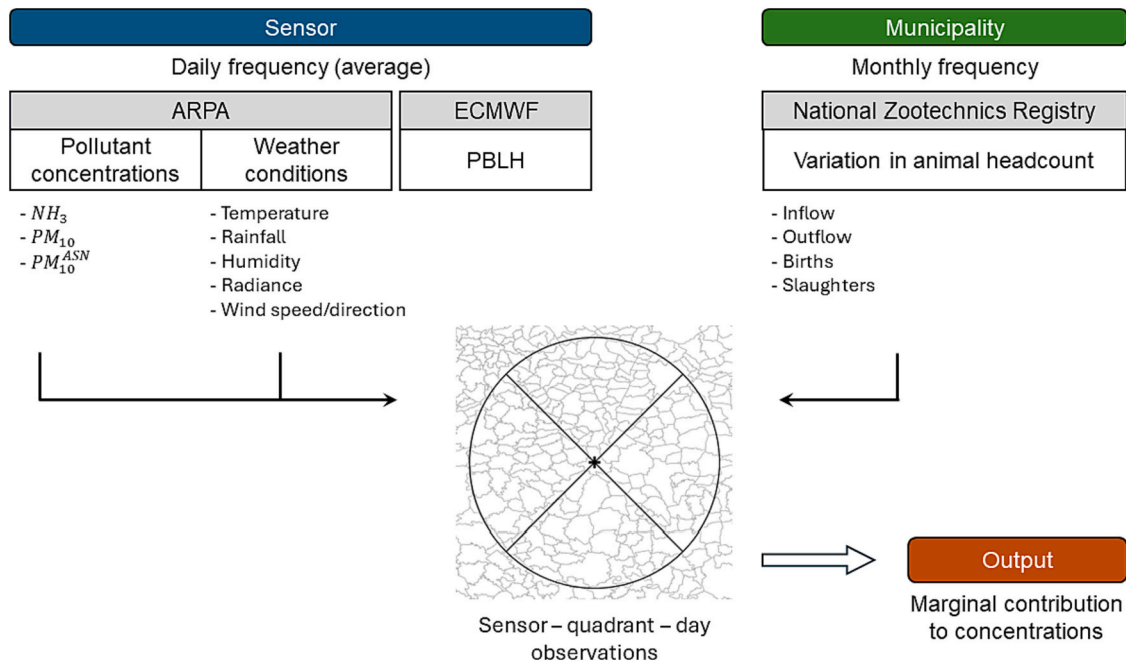 Sensor
Daily frequency (average)
ARPA
ECMWF
Pollutant
concentrations
Weather
conditions
PBLH
- NH₃
- PM₁₀
- PM₁₀ᴬˢᴺ
- Temperature
- Rainfall
- Humidity
- Radiance
- Wind speed/direction
Municipality
Monthly frequency
National Zootechnics Registry
Variation in animal headcount
- Inflow
- Outflow
- Births
- Slaughters
Sensor – quadrant – day
observations
Output
Marginal contribution
to concentrations